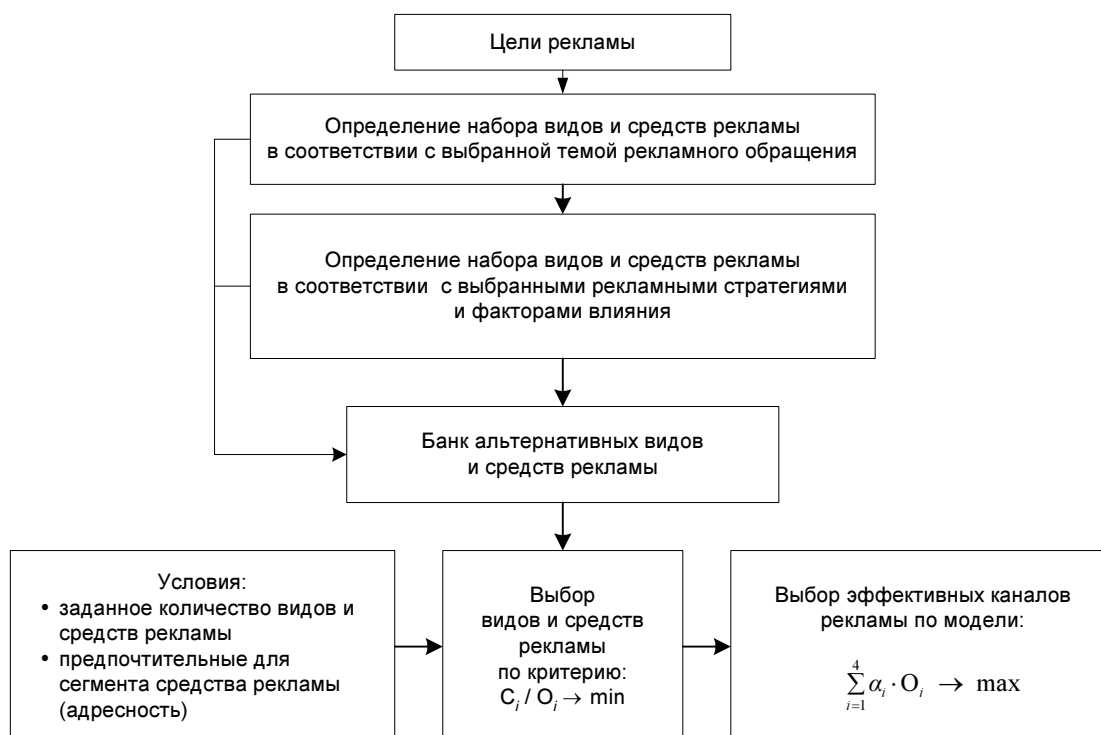 Цели рекламы
Определение набора видов и средств рекламы
в соответствии с выбранной темой рекламного обращения
Определение набора видов и средств рекламы
в соответствии с выбранными рекламными стратегиями
и факторами влияния
Банк альтернативных видов
и средств рекламы
Условия:
• заданное количество видов и
средств рекламы
• предпочтительные для
сегмента средства рекламы
(адресность)
Выбор
видов и средств
рекламы
по критерию:
C_i / O_i → min
Выбор эффективных каналов
рекламы по модели:
∑_{i=1}^{4} α_i · O_i → max